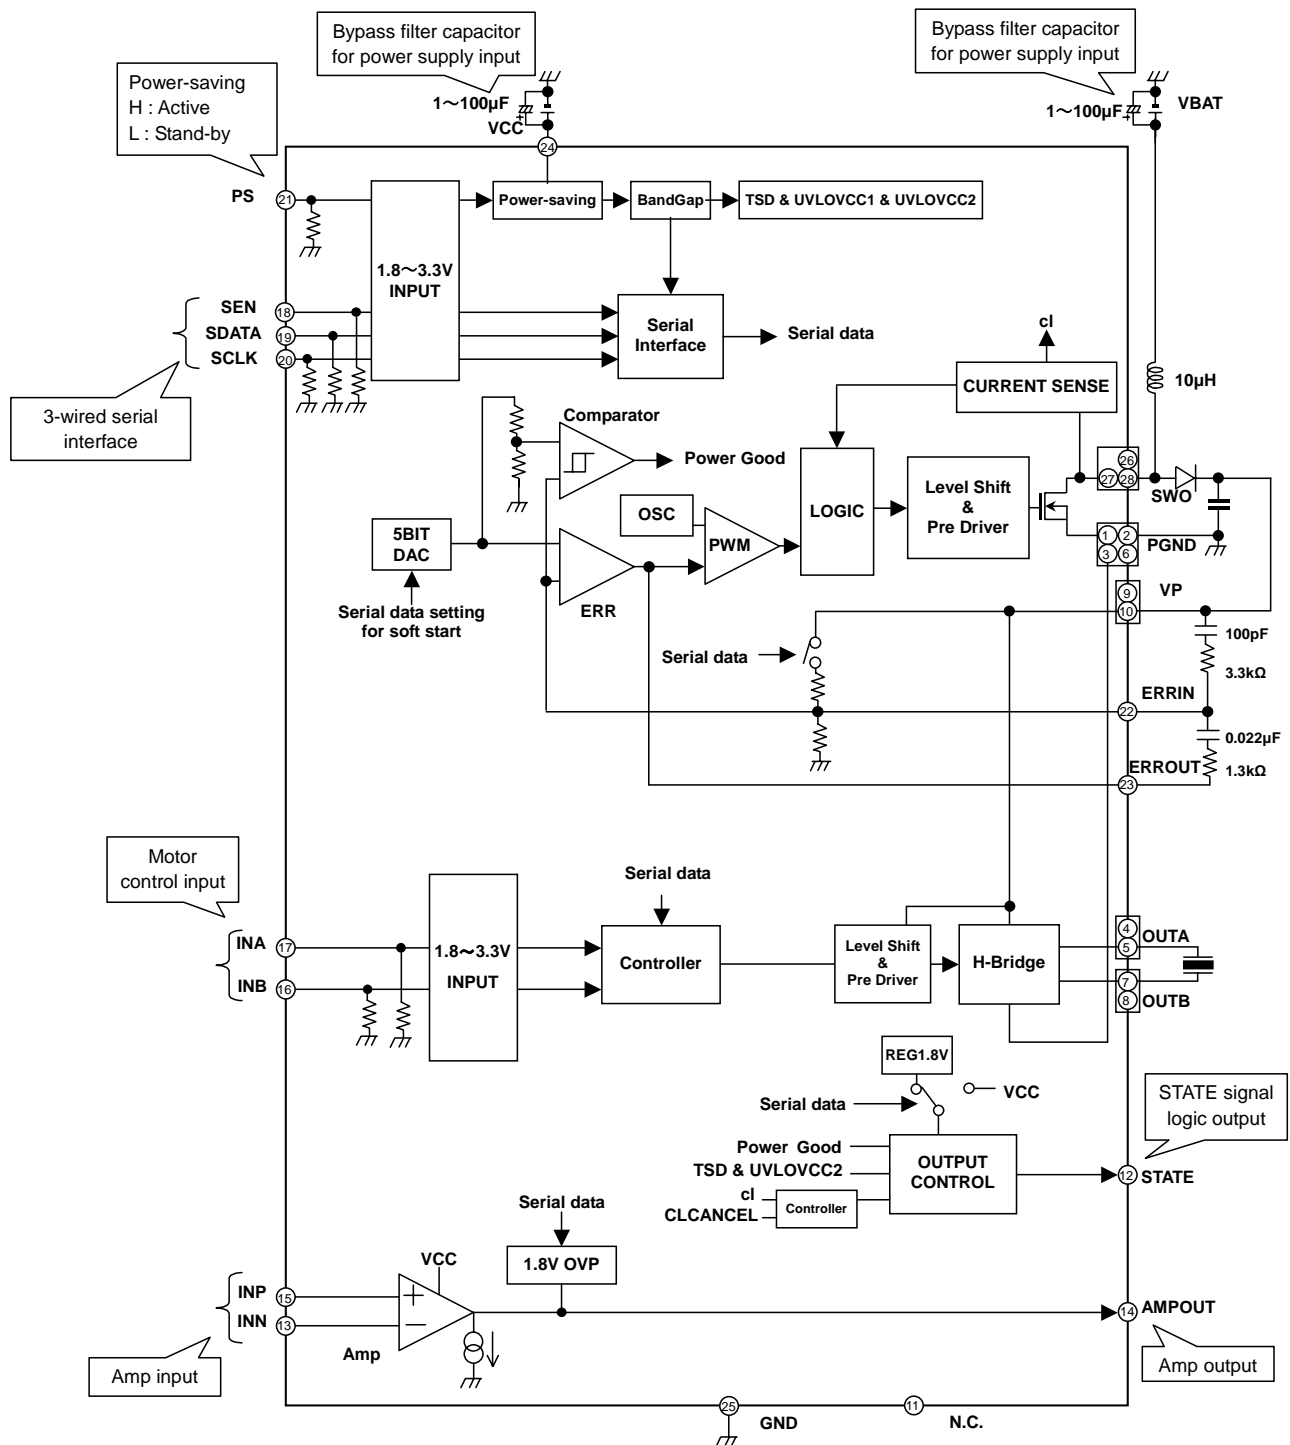 Bypass filter capacitor
for power supply input
Bypass filter capacitor
for power supply input
Power-saving
H : Active
L : Stand-by
1～100µF
VCC
24
1～100µF
VBAT
+
+
PS
21
Power-saving
BandGap
TSD & UVLOVCC1 & UVLOVCC2
1.8～3.3V
INPUT
SEN
18
SDATA
19
SCLK
20
Serial
Interface
Serial data
cl
CURRENT SENSE
10µH
3-wired serial
interface
Comparator
Power Good
OSC
PWM
LOGIC
Level Shift
&
Pre Driver
26
27
28
SWO
5BIT
DAC
1
2
3
6
PGND
ERR
Serial data setting
for soft start
9
10
VP
100pF
3.3kΩ
Serial data
ERRIN
22
0.022µF
ERROUT
1.3kΩ
23
Motor
control input
Serial data
INA
17
INB
16
1.8～3.3V
INPUT
Controller
Level Shift
&
Pre Driver
H-Bridge
4
5
OUTA
7
8
OUTB
REG1.8V
VCC
Serial data
STATE signal
logic output
Power Good
TSD & UVLOVCC2
cl
CLCANCEL
Controller
OUTPUT
CONTROL
12
STATE
Serial data
1.8V OVP
VCC
INP
15
INN
13
+
−
Amp
14
AMPOUT
Amp input
Amp output
25
GND
11
N.C.